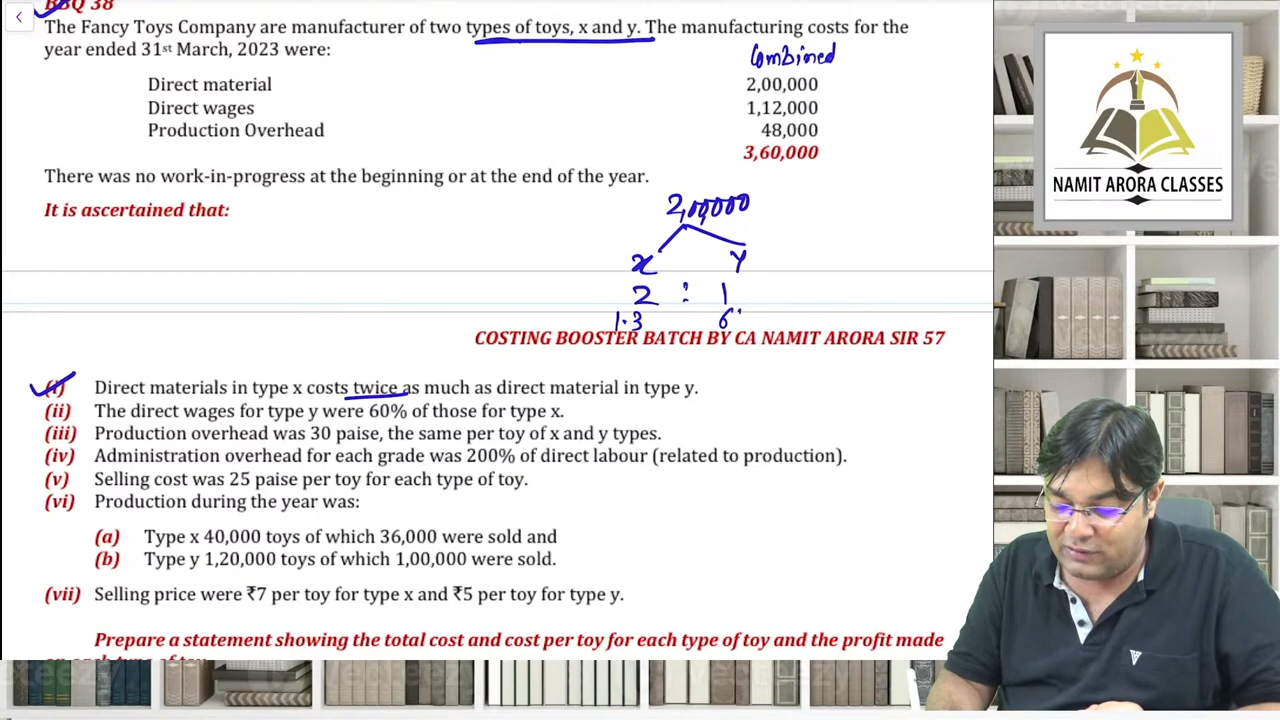 BBQ 38
The Fancy Toys Company are manufacturer of two types of toys, x and y. The manufacturing costs for the
year ended 31st March, 2023 were:
Combined
Direct material 2,00,000
Direct wages 1,12,000
Production Overhead 48,000
3,60,000
There was no work-in-progress at the beginning or at the end of the year.
It is ascertained that:
2,00,000
x y
2 : 1
1.3 6.
COSTING BOOSTER BATCH BY CA NAMIT ARORA SIR 57
(i) Direct materials in type x costs twice as much as direct material in type y.
(ii) The direct wages for type y were 60% of those for type x.
(iii) Production overhead was 30 paise, the same per toy of x and y types.
(iv) Administration overhead for each grade was 200% of direct labour (related to production).
(v) Selling cost was 25 paise per toy for each type of toy.
(vi) Production during the year was:
(a) Type x 40,000 toys of which 36,000 were sold and
(b) Type y 1,20,000 toys of which 1,00,000 were sold.
(vii) Selling price were ₹7 per toy for type x and ₹5 per toy for type y.
Prepare a statement showing the total cost and cost per toy for each type of toy and the profit made
NAMIT ARORA CLASSES